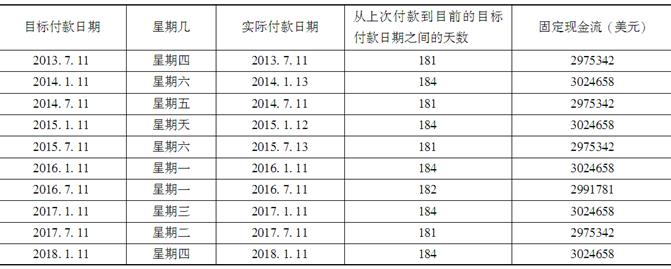 目标付款日期 星期几 实际付款日期 从上次付款到目前的目标付款日期之间的天数 固定现金流（美元）
2013. 7. 11 星期四 2013. 7. 11 181 2975342
2014. 1. 11 星期六 2014. 1. 13 184 3024658
2014. 7. 11 星期五 2014. 7. 11 181 2975342
2015. 1. 11 星期天 2015. 1. 12 184 3024658
2015. 7. 11 星期六 2015. 7. 13 181 2975342
2016. 1. 11 星期一 2016. 1. 11 184 3024658
2016. 7. 11 星期一 2016. 7. 11 182 2991781
2017. 1. 11 星期三 2017. 1. 11 184 3024658
2017. 7. 11 星期二 2017. 7. 11 181 2975342
2018. 1. 11 星期四 2018. 1. 11 184 3024658